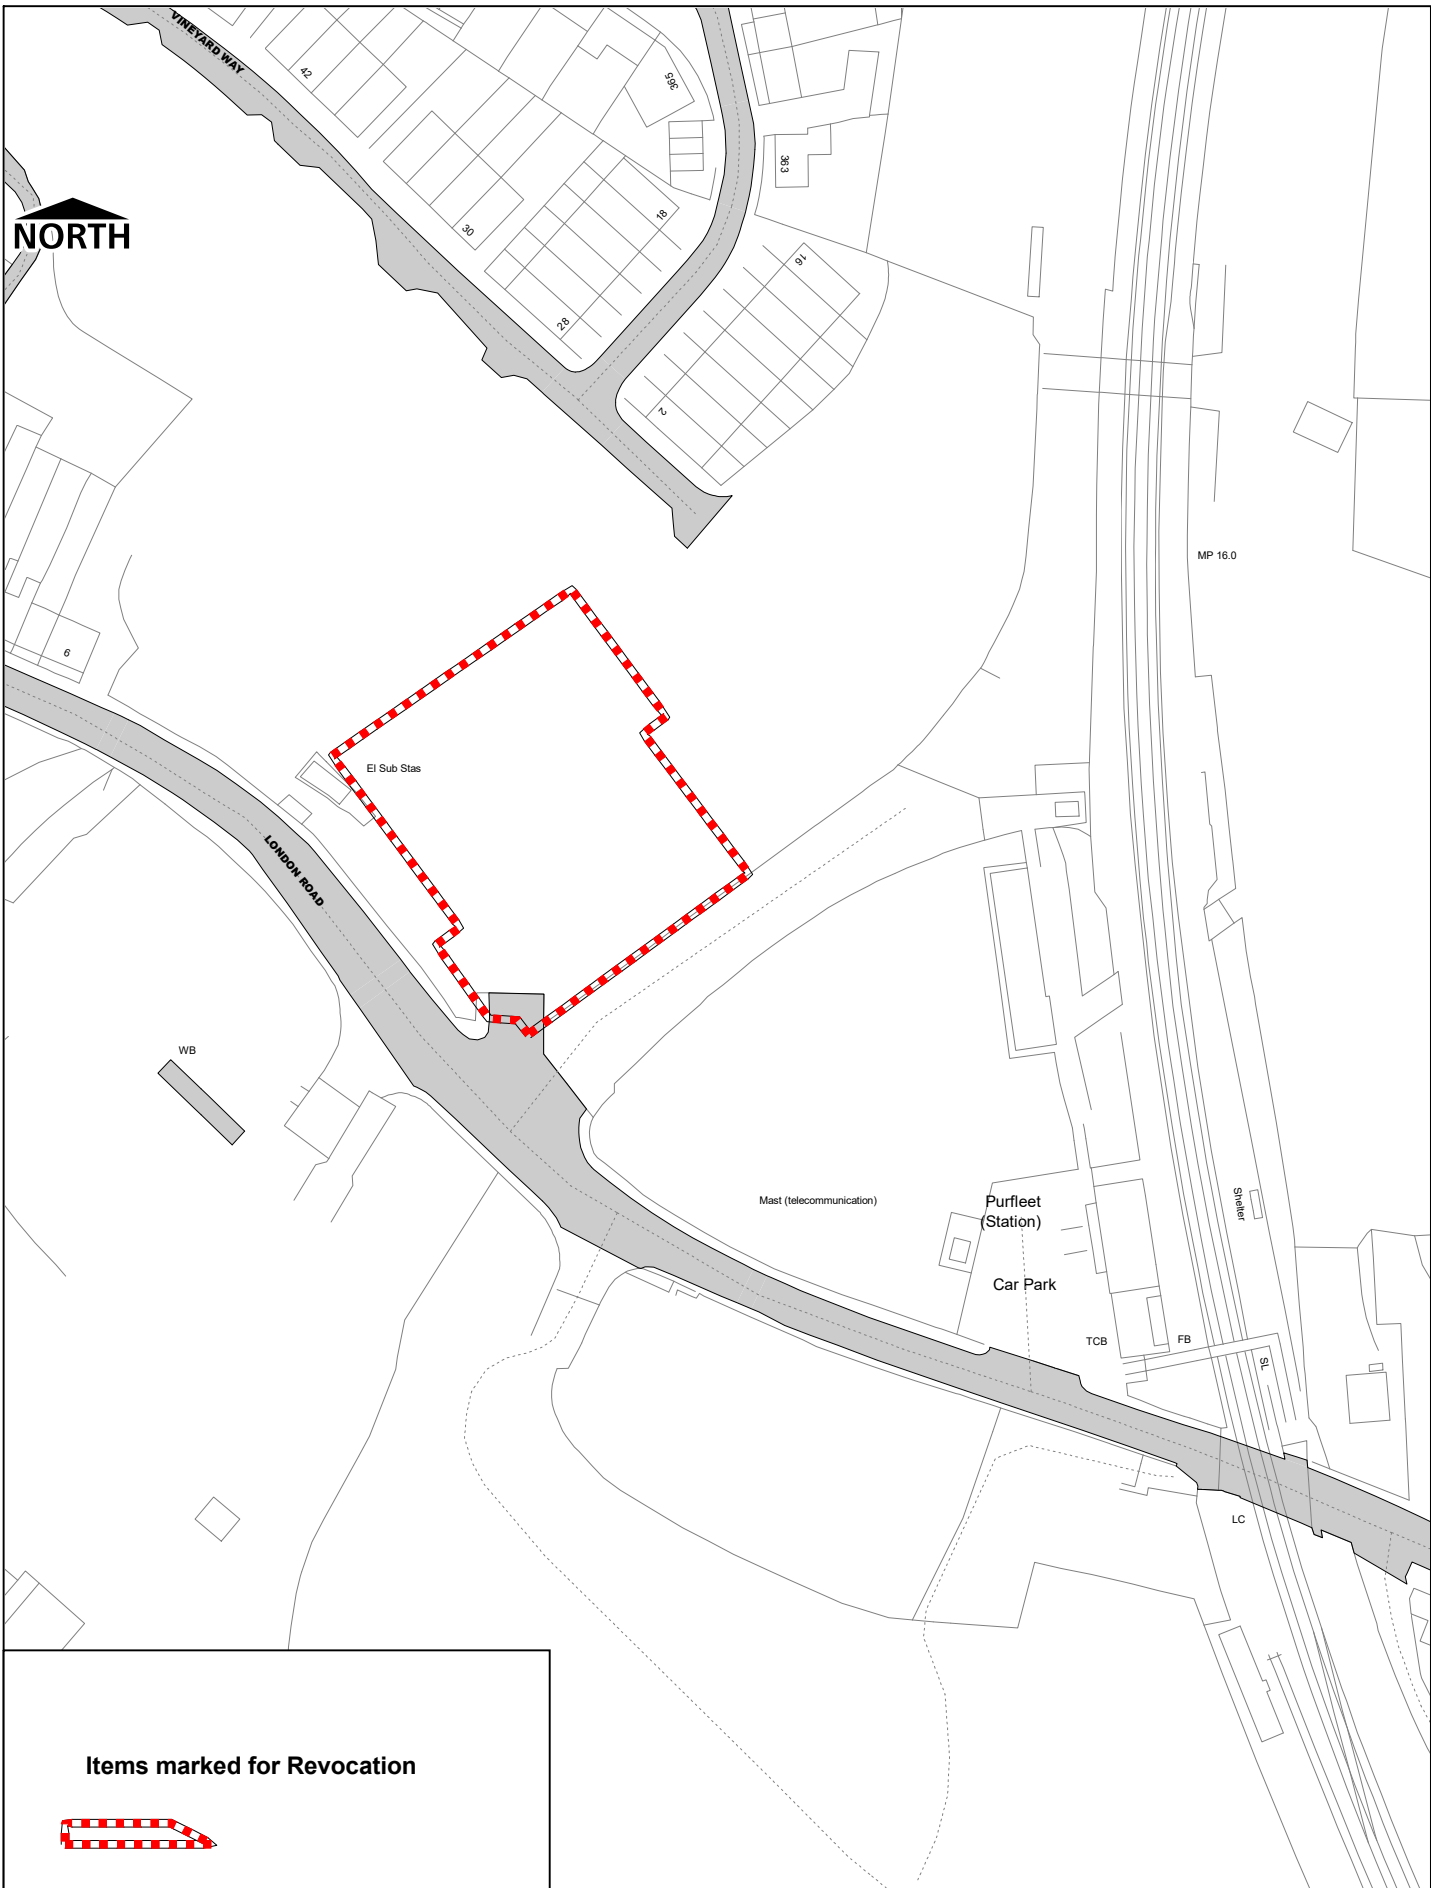 VINEYARD WAY
42
365
363
NORTH
30
18
16
28
2
MP 16.0
6
El Sub Stas
LONDON ROAD
WB
Mast (telecommunication)
Purfleet
(Station)
Shelter
Car Park
TCB
FB
SL
LC
Items marked for Revocation